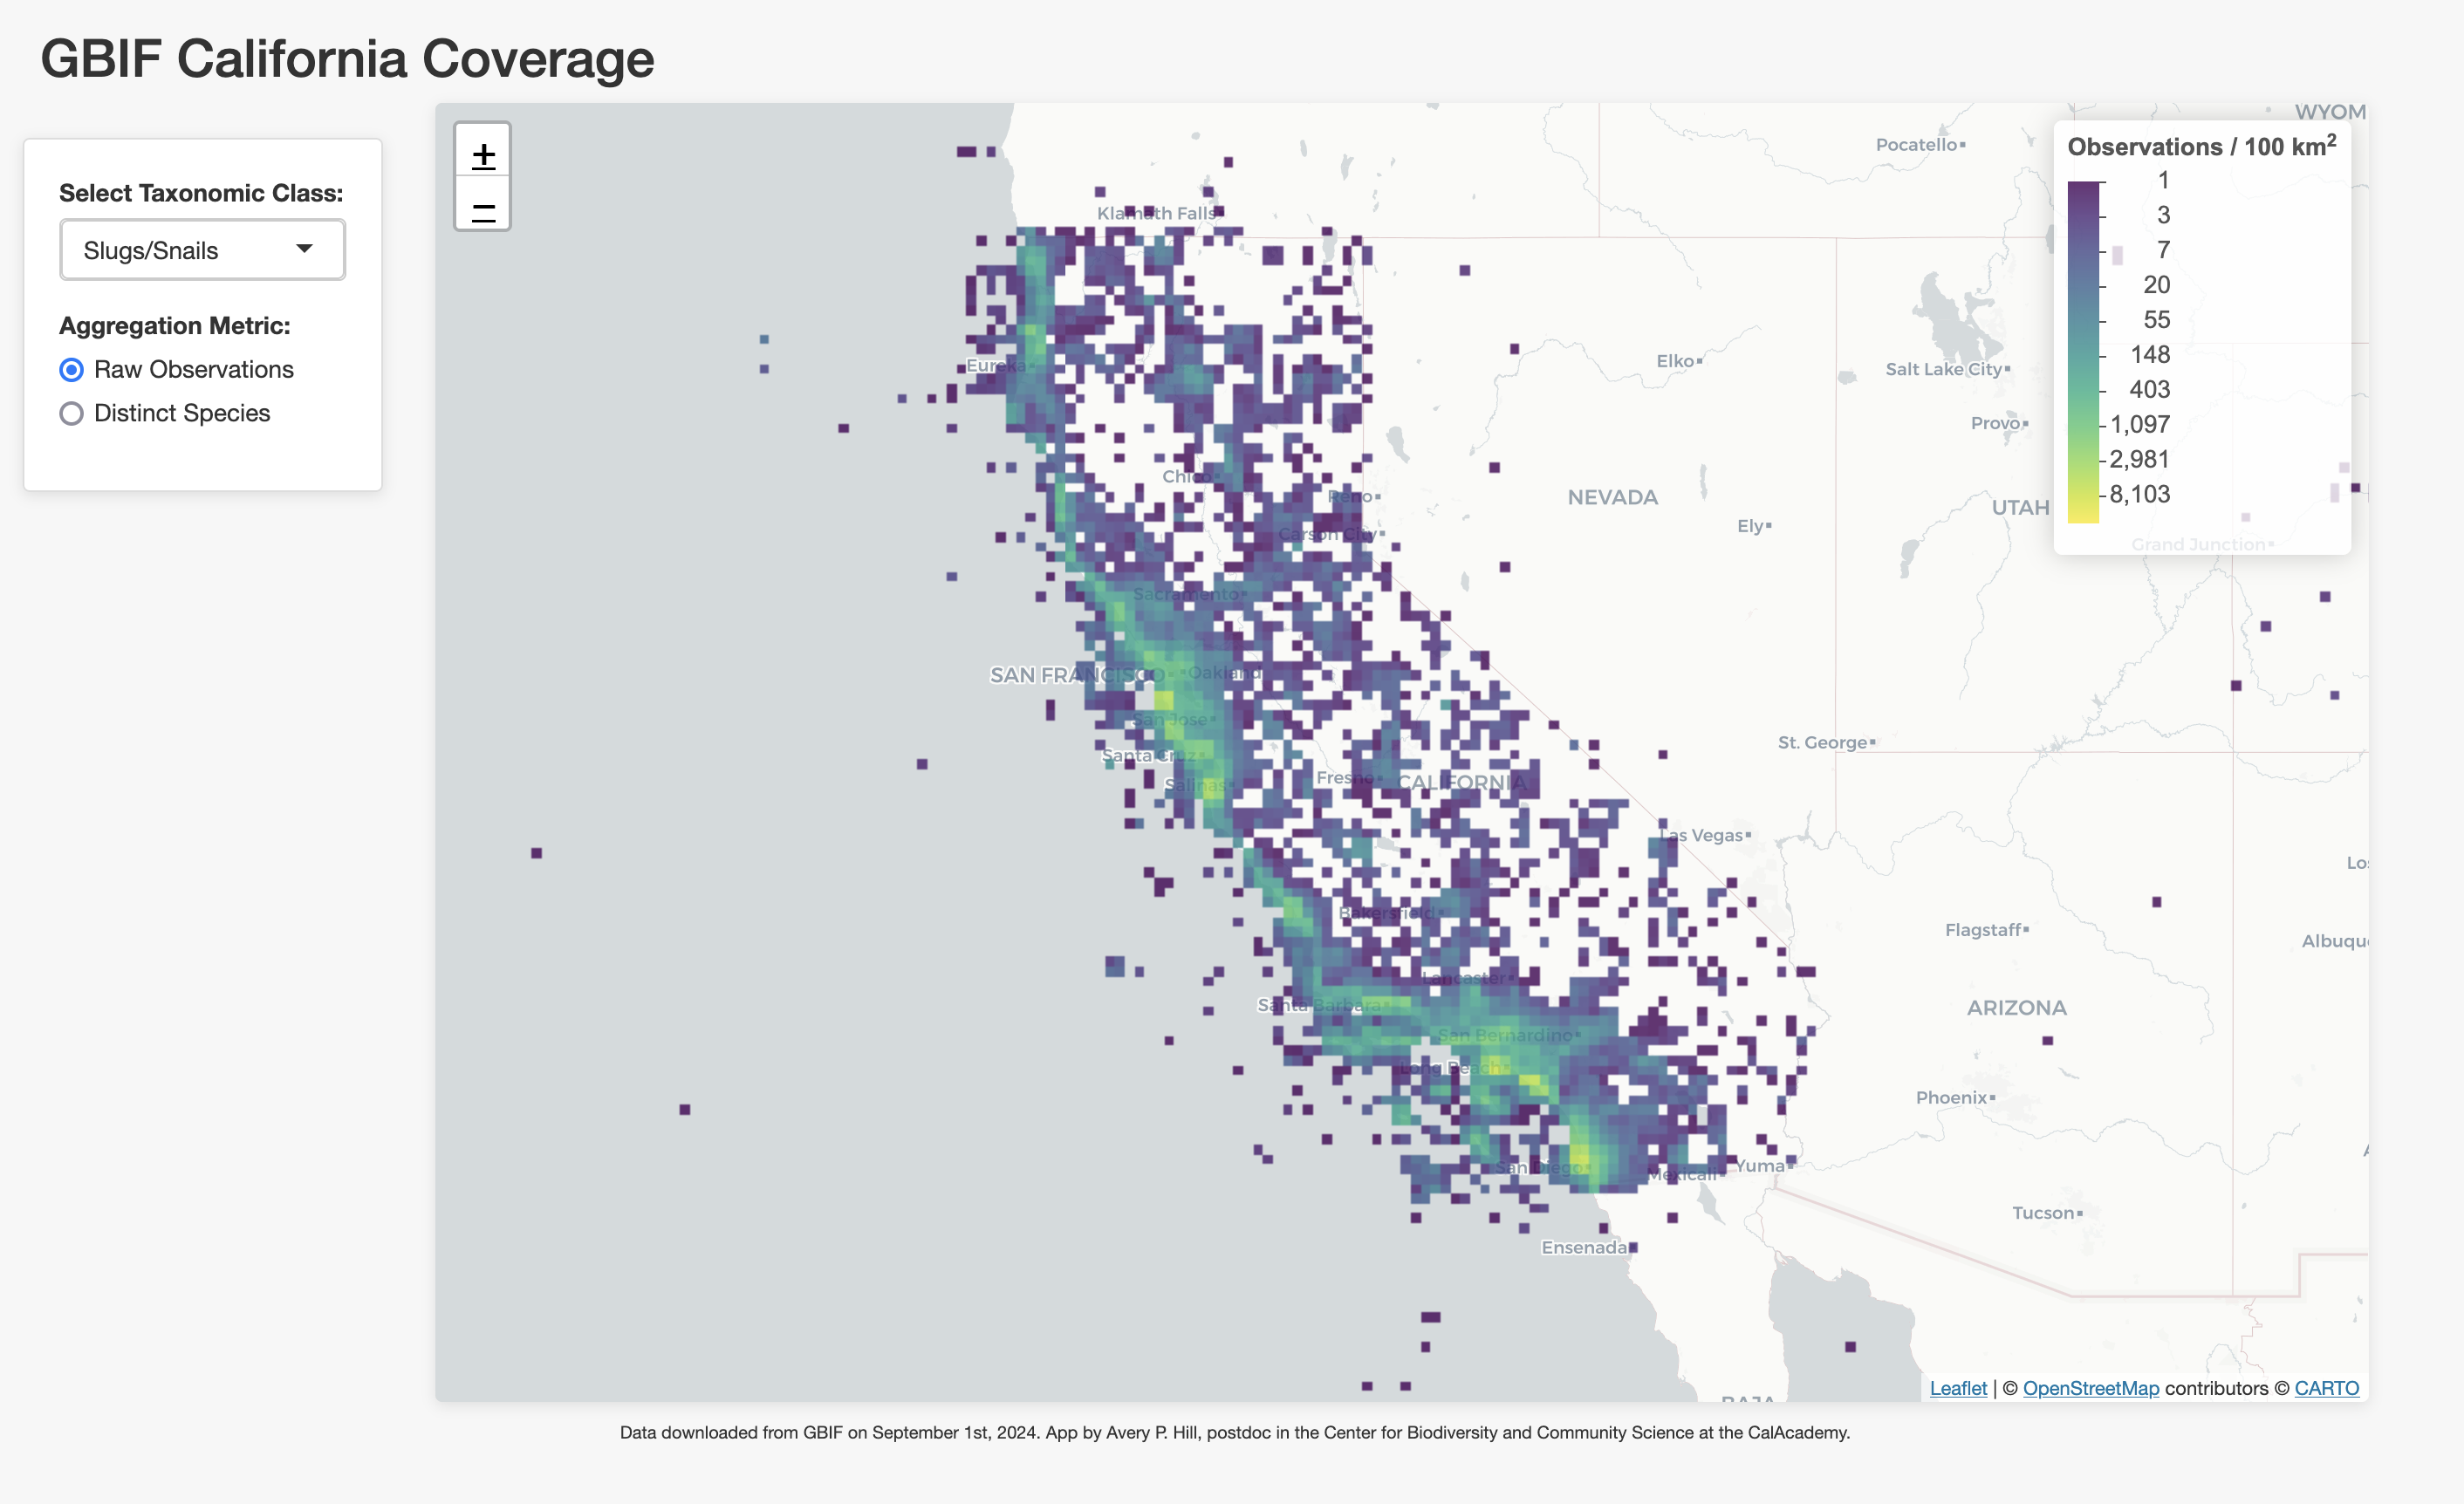 GBIF California Coverage
Select Taxonomic Class:
Slugs/Snails
Aggregation Metric:
Raw Observations
Distinct Species
+
−
Observations / 100 km2
1
3
7
20
55
148
403
1,097
2,981
8,103
WYOM
Pocatello
Klamath Falls
Eureka
Elko
Salt Lake City
Provo
Chico
Reno
NEVADA
UTAH
Carson City
Ely
Grand Junction
Sacramento
SAN FRANCISCO
Oakland
San Jose
St. George
Santa Cruz
Salinas
Fresno
CALIFORNIA
Las Vegas
Los
Bakersfield
Flagstaff
Albuque
Lancaster
Santa Barbara
ARIZONA
San Bernardino
Long Beach
Phoenix
San Diego
Mexicali
Yuma
Tucson
Ensenada
BAJA
Leaflet | © OpenStreetMap contributors © CARTO
Data downloaded from GBIF on September 1st, 2024. App by Avery P. Hill, postdoc in the Center for Biodiversity and Community Science at the CalAcademy.